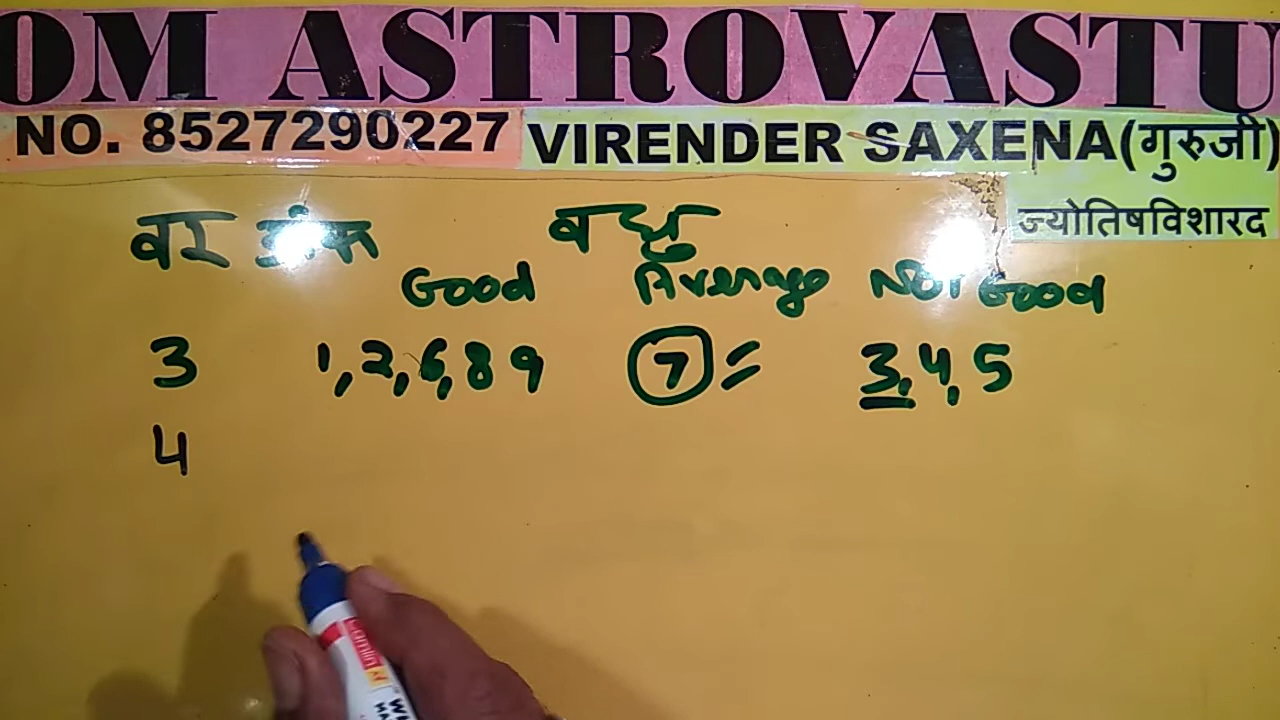 OM ASTROVASTU
NO. 8527290227 VIRENDER SAXENA(गुरुजी)
ज्योतिषविशारद
वर अंक वधु
Good Average Not Good
3 1,2,6,8 9 7 = 3,4,5
4